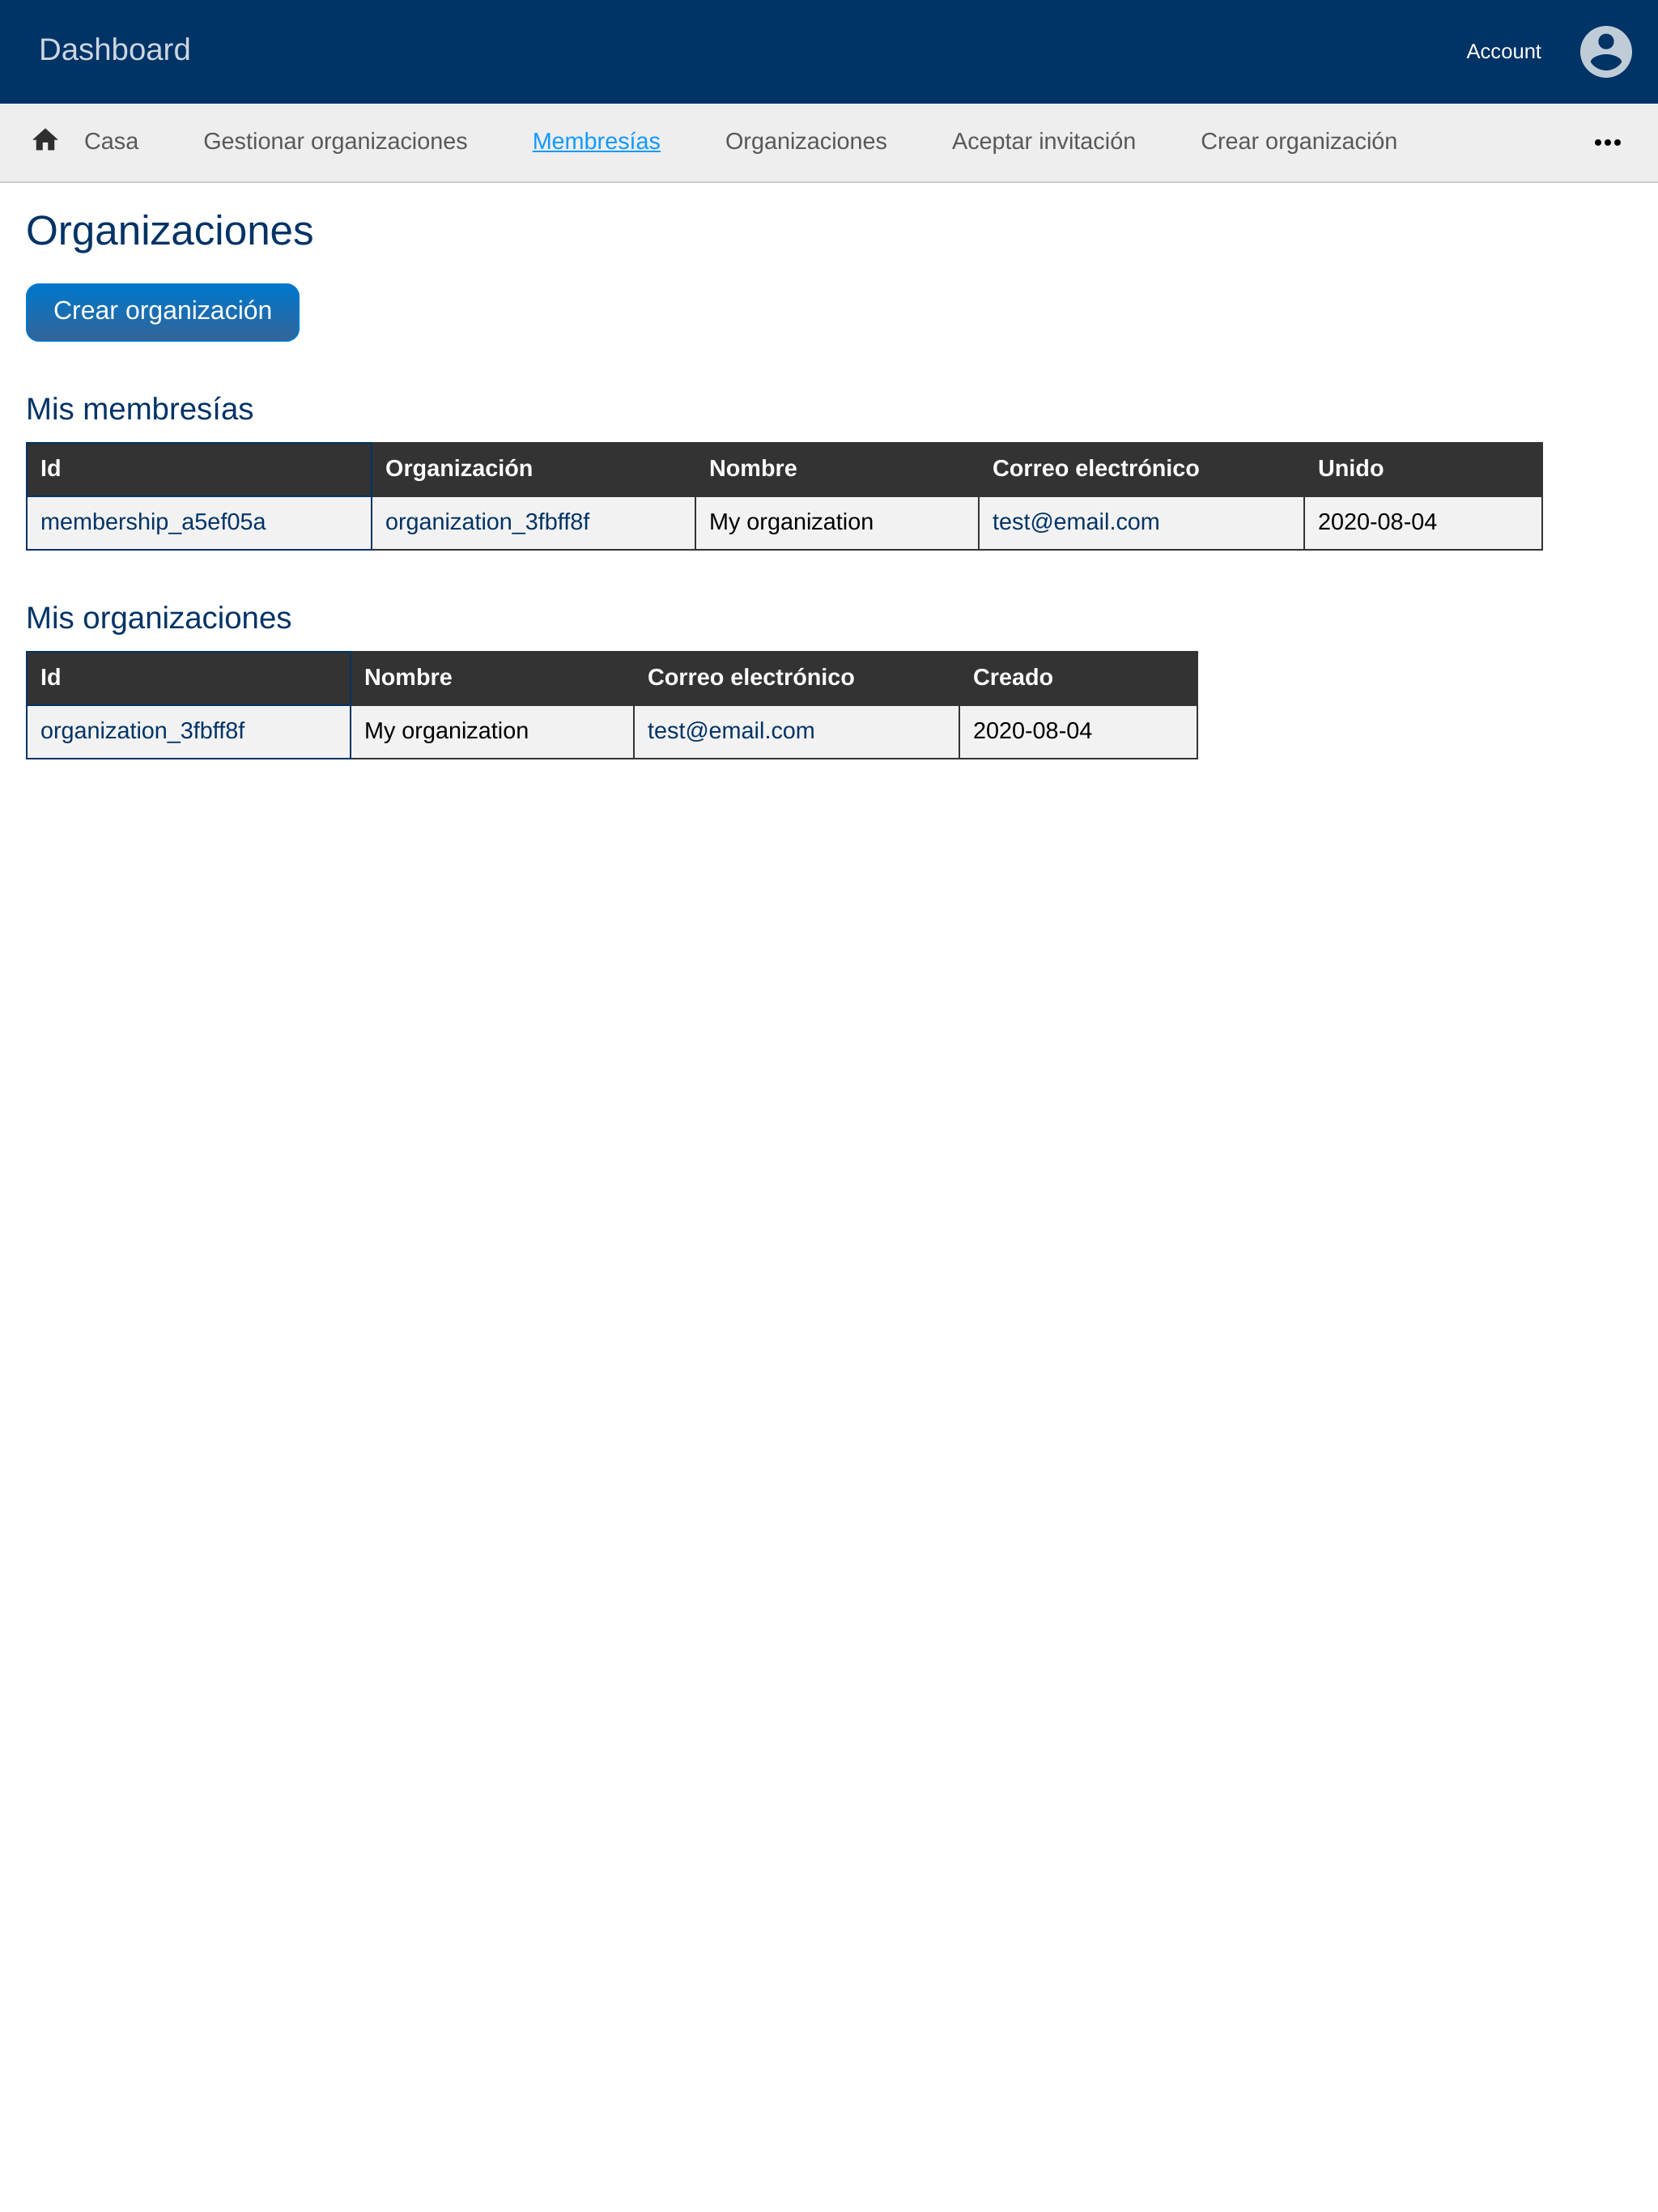 Dashboard
Account
Casa Gestionar organizaciones Membresías Organizaciones Aceptar invitación Crear organización
Organizaciones
Crear organización
Mis membresías
Id Organización Nombre Correo electrónico Unido
membership_a5ef05a organization_3fbff8f My organization test@email.com 2020-08-04
Mis organizaciones
Id Nombre Correo electrónico Creado
organization_3fbff8f My organization test@email.com 2020-08-04